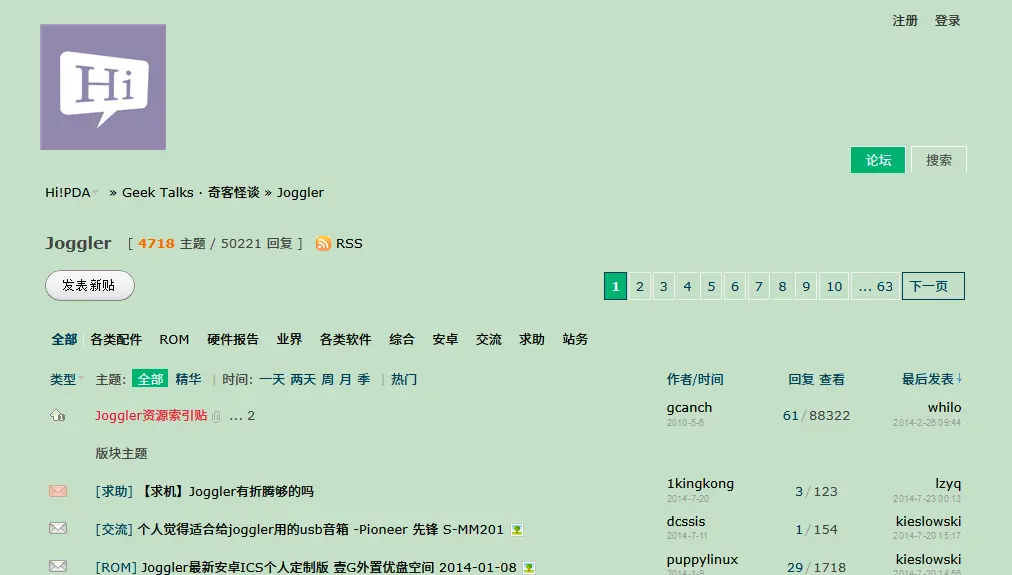 注册 登录
Hi
论坛 搜索
Hi!PDA » Geek Talks · 奇客怪谈 » Joggler
Joggler [ 4718 主题 / 50221 回复 ] RSS
发表新贴 1 2 3 4 5 6 7 8 9 10 ... 63 下一页
全部 各类配件 ROM 硬件报告 业界 各类软件 综合 安卓 交流 求助 站务
类型 主题: 全部 精华 | 时间: 一天 两天 周 月 季 | 热门 作者/时间 回复 查看 最后发表↓
Joggler资源索引贴 ... 2 gcanch 61 / 88322 whilo
2010-5-6 2014-2-26 09:44
版块主题
[求助] 【求机】Joggler有折腾够的吗 1kingkong 3 / 123 lzyq
2014-7-20 2014-7-23 00:13
[交流] 个人觉得适合给joggler用的usb音箱 -Pioneer 先锋 S-MM201 dcssis 1 / 154 kieslowski
2014-7-11 2014-7-20 15:17
[ROM] Joggler最新安卓ICS个人定制版 壹G外置优盘空间 2014-01-08 puppylinux 29 / 1718 kieslowski
2014-1-9 2014-7-20 14:56